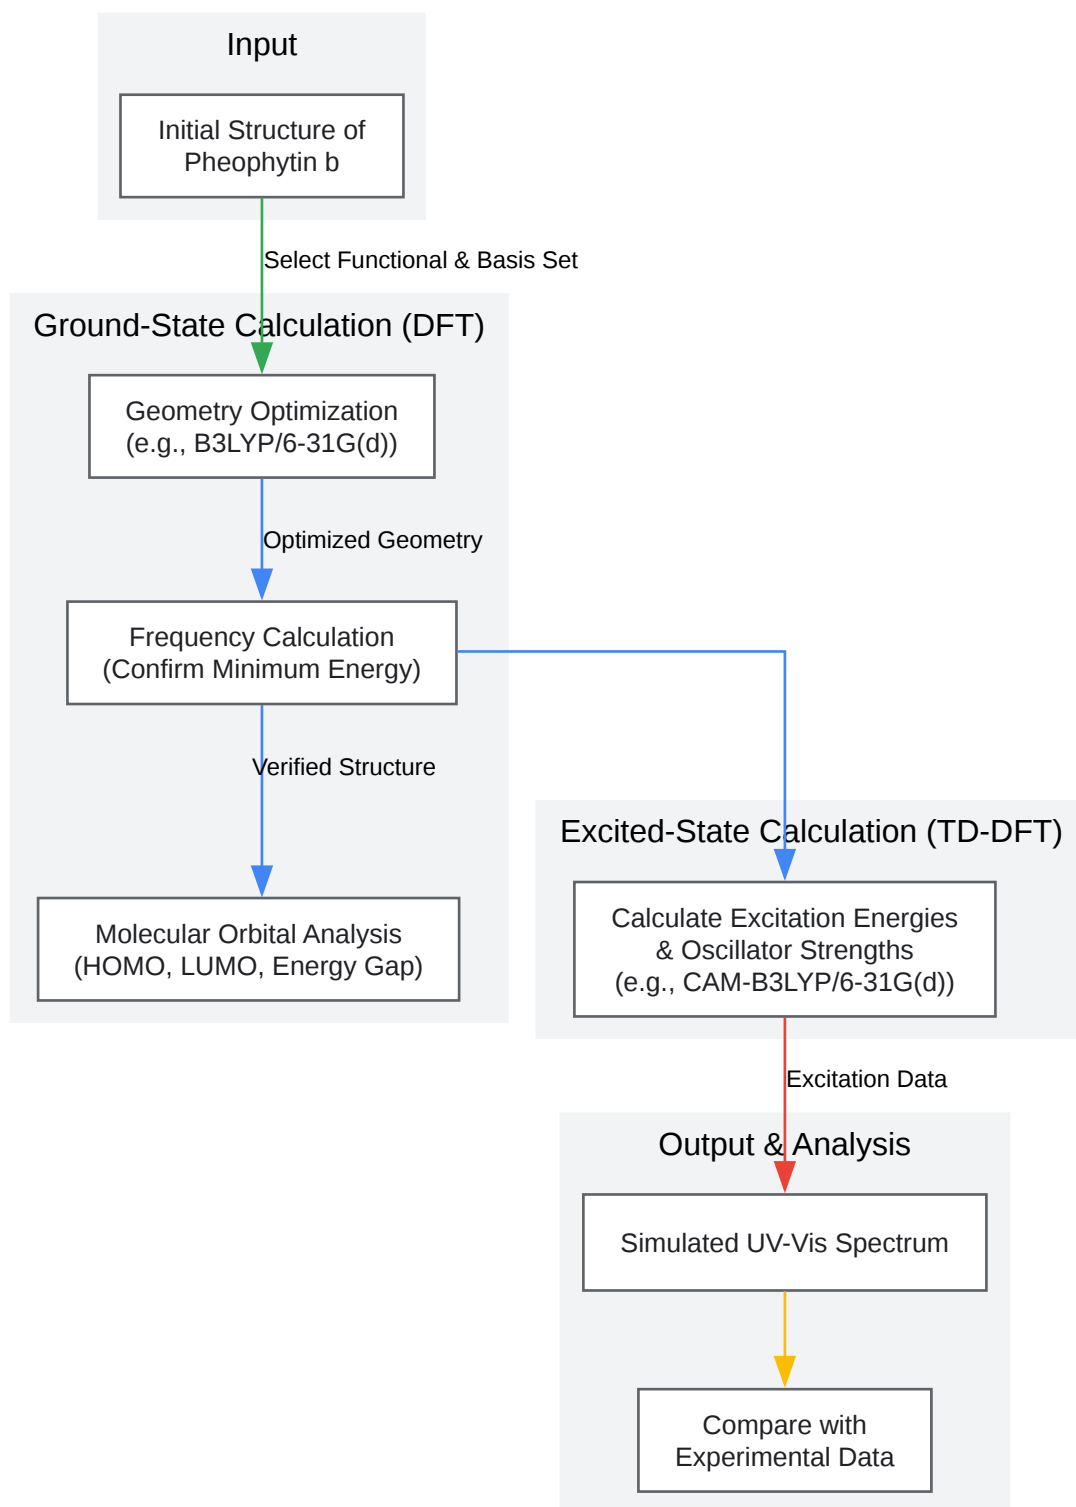 Input
Initial Structure of
Pheophytin b
Select Functional & Basis Set
Ground-State Calculation (DFT)
Geometry Optimization
(e.g., B3LYP/6-31G(d))
Optimized Geometry
Frequency Calculation
(Confirm Minimum Energy)
Verified Structure
Molecular Orbital Analysis
(HOMO, LUMO, Energy Gap)
Excited-State Calculation (TD-DFT)
Calculate Excitation Energies
& Oscillator Strengths
(e.g., CAM-B3LYP/6-31G(d))
Excitation Data
Output & Analysis
Simulated UV-Vis Spectrum
Compare with
Experimental Data